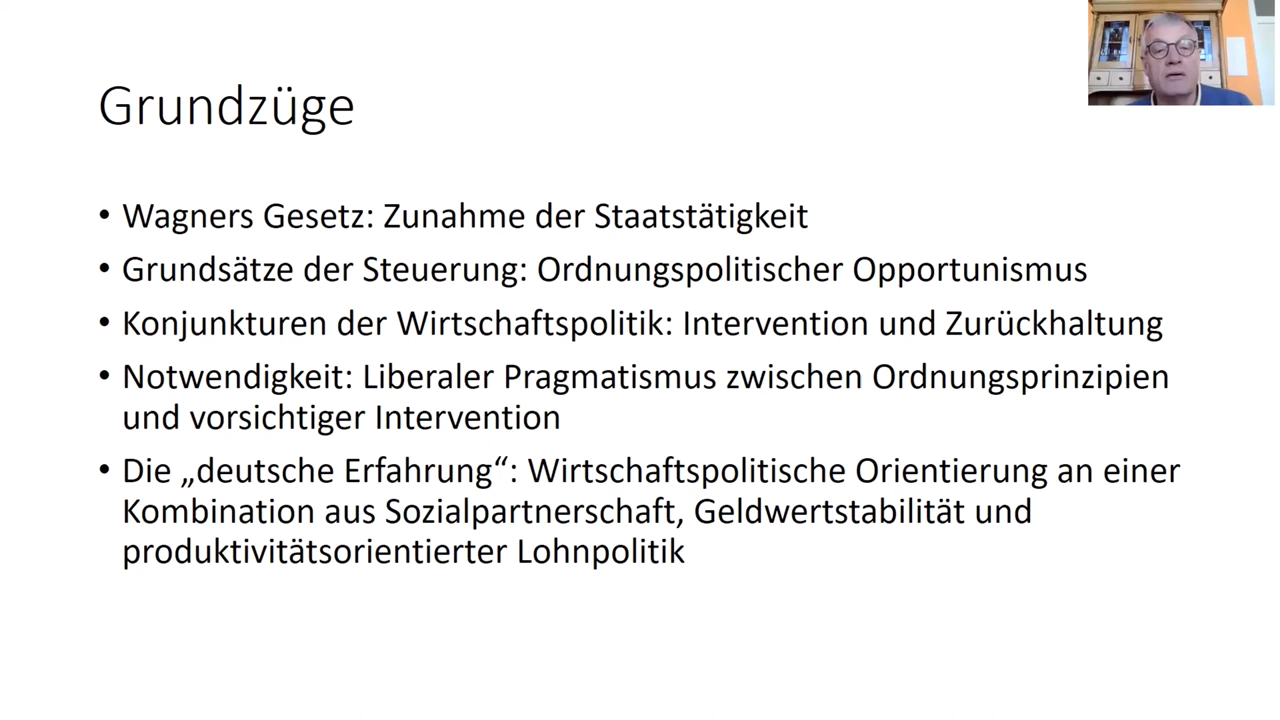 Grundzüge
• Wagners Gesetz: Zunahme der Staatstätigkeit
• Grundsätze der Steuerung: Ordnungspolitischer Opportunismus
• Konjunkturen der Wirtschaftspolitik: Intervention und Zurückhaltung
• Notwendigkeit: Liberaler Pragmatismus zwischen Ordnungsprinzipien
und vorsichtiger Intervention
• Die „deutsche Erfahrung“: Wirtschaftspolitische Orientierung an einer
Kombination aus Sozialpartnerschaft, Geldwertstabilität und
produktivitätsorientierter Lohnpolitik